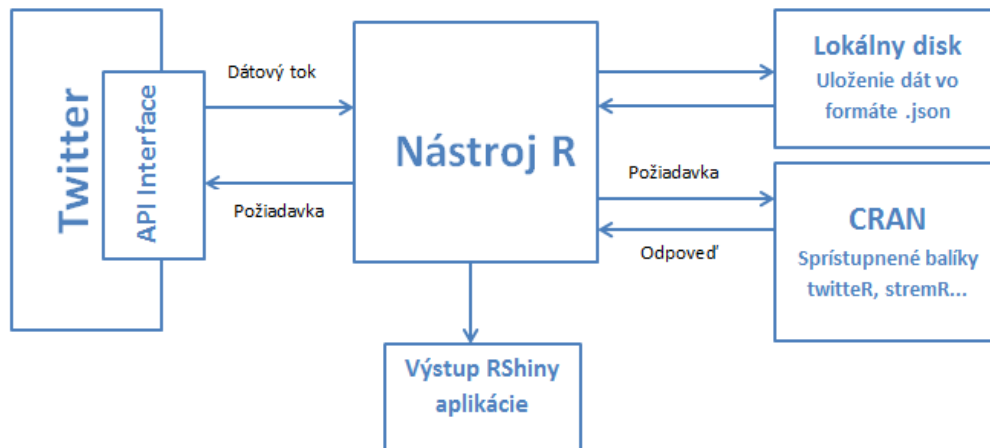 Twitter
API Interface
Dátový tok
Požiadavka
Nástroj R
Lokálny disk
Uloženie dát vo
formáte .json
Požiadavka
Odpoveď
CRAN
Sprístupnené balíky
twitteR, stremR...
Výstup RShiny
aplikácie